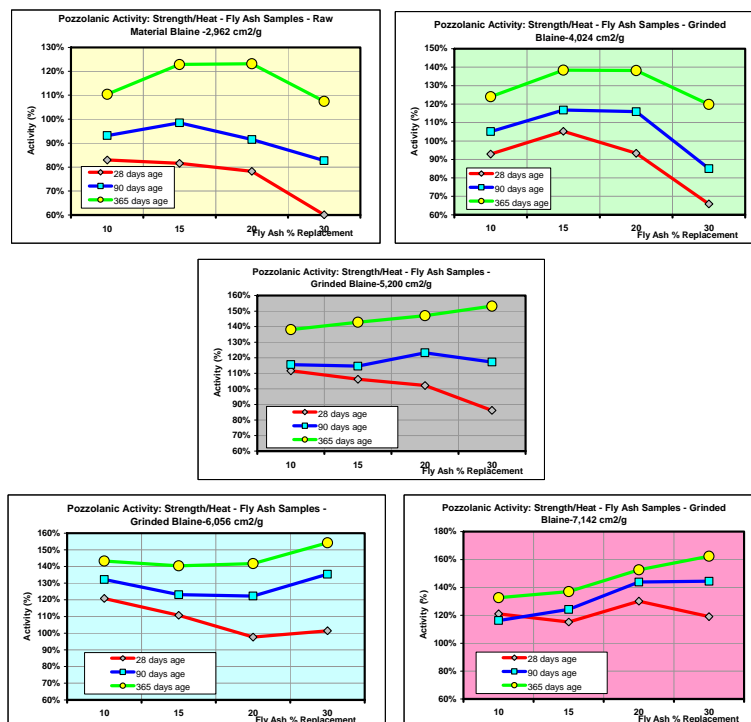 Pozzolanic Activity: Strength/Heat - Fly Ash Samples - Raw
Material Blaine -2,962 cm2/g
130%
120%
110%
100%
90%
80%
70%
60%
Activity (%)
28 days age
90 days age
365 days age
10
15
20
30
Fly Ash % Replacement
Pozzolanic Activity: Strength/Heat - Fly Ash Samples - Grinded
Blaine-4,024 cm2/g
150%
140%
130%
120%
110%
100%
90%
80%
70%
60%
Activity (%)
28 days age
90 days age
365 days age
10
15
20
30
Fly Ash % Replacement
Pozzolanic Activity: Strength/Heat - Fly Ash Samples -
Grinded Blaine-5,200 cm2/g
160%
150%
140%
130%
120%
110%
100%
90%
80%
70%
60%
Activity (%)
28 days age
90 days age
365 days age
10
15
20
30
Fly Ash % Replacement
Pozzolanic Activity: Strength/Heat - Fly Ash Samples -
Grinded Blaine-6,056 cm2/g
160%
150%
140%
130%
120%
110%
100%
90%
80%
70%
60%
Activity (%)
28 days age
90 days age
365 days age
10
15
20
30
Fly Ash % Replacement
Pozzolanic Activity: Strength/Heat - Fly Ash Samples - Grinded
Blaine-7,142 cm2/g
180%
160%
140%
120%
100%
80%
60%
Activity (%)
28 days age
90 days age
365 days age
10
15
20
30
Fly Ash % Replacement